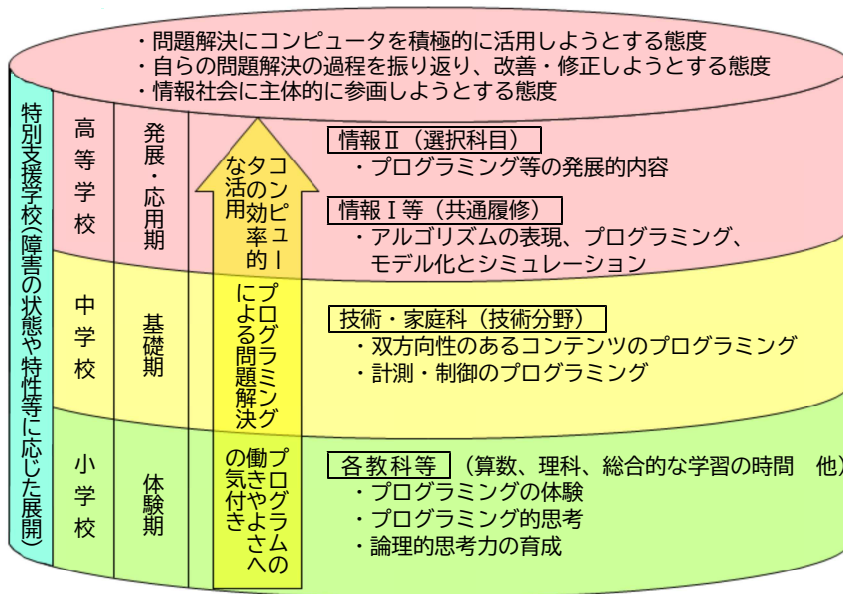 ・問題解決にコンピュータを積極的に活用しようとする態度
・自らの問題解決の過程を振り返り、改善・修正しようとする態度
・情報社会に主体的に参画しようとする態度
特別支援学校(障害の状態や特性等に応じた展開)
高等学校
発展・応用期
コンピュー
タの効率的
な活用
情報Ⅱ（選択科目）
・プログラミング等の発展的内容
情報Ⅰ等（共通履修）
・アルゴリズムの表現、プログラミング、
モデル化とシミュレーション
中学校
基礎期
プログラミング
による問題解決
技術・家庭科（技術分野）
・双方向性のあるコンテンツのプログラミング
・計測・制御のプログラミング
小学校
体験期
プログラムの
働きやよさへ
の気付き
各教科等 （算数、理科、総合的な学習の時間　他）
・プログラミングの体験
・プログラミング的思考
・論理的思考力の育成